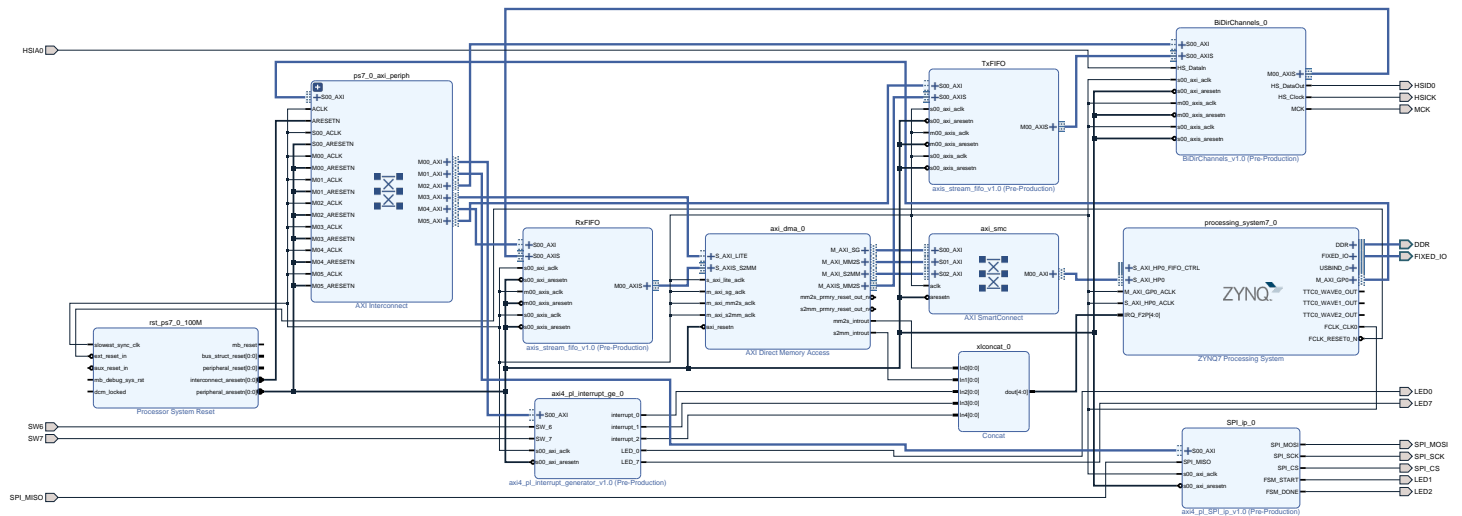 HSIA0
SW6
SW7
SPI_MISO
ps7_0_axi_periph
S00_AXI
ACLK
ARESETN
S00_ACLK
S00_ARESETN
M00_ACLK
M00_ARESETN
M01_ACLK
M01_ARESETN
M02_ACLK
M02_ARESETN
M03_ACLK
M03_ARESETN
M04_ACLK
M04_ARESETN
M05_ACLK
M05_ARESETN
M00_AXI
M01_AXI
M02_AXI
M03_AXI
M04_AXI
M05_AXI
AXI Interconnect
rst_ps7_0_100M
slowest_sync_clk
ext_reset_in
aux_reset_in
mb_debug_sys_rst
dcm_locked
mb_reset
bus_struct_reset[0:0]
peripheral_reset[0:0]
interconnect_aresetn[0:0]
peripheral_aresetn[0:0]
Processor System Reset
RxFIFO
S00_AXI
S00_AXIS
s00_axi_aclk
s00_axi_aresetn
m00_axis_aclk
m00_axis_aresetn
s00_axis_aclk
s00_axis_aresetn
M00_AXIS
axis_stream_fifo_v1.0 (Pre-Production)
axi4_pl_interrupt_ge_0
S00_AXI
SW_6
SW_7
s00_axi_aclk
s00_axi_aresetn
interrupt_0
interrupt_1
interrupt_2
LED_0
LED_7
axi4_pl_interrupt_generator_v1.0 (Pre-Production)
axi_dma_0
S_AXI_LITE
S_AXIS_S2MM
s_axi_lite_aclk
m_axi_sg_aclk
m_axi_mm2s_aclk
m_axi_s2mm_aclk
axi_resetn
M_AXI_SG
M_AXI_MM2S
M_AXI_S2MM
M_AXIS_MM2S
mm2s_prmry_reset_out_n
s2mm_prmry_reset_out_n
mm2s_introut
s2mm_introut
AXI Direct Memory Access
TxFIFO
S00_AXI
S00_AXIS
s00_axi_aclk
s00_axi_aresetn
m00_axis_aclk
m00_axis_aresetn
s00_axis_aclk
s00_axis_aresetn
M00_AXIS
axis_stream_fifo_v1.0 (Pre-Production)
axi_smc
S00_AXI
S01_AXI
S02_AXI
aclk
aresetn
M00_AXI
AXI SmartConnect
xlconcat_0
In0[0:0]
In1[0:0]
In2[0:0]
In3[0:0]
In4[0:0]
dout[4:0]
Concat
BiDirChannels_0
S00_AXI
S00_AXIS
HS_DataIn
s00_axi_aclk
s00_axi_aresetn
m00_axis_aclk
m00_axis_aresetn
s00_axis_aclk
s00_axis_aresetn
M00_AXIS
HS_DataOut
HS_Clock
MCK
BiDirChannels_v1.0 (Pre-Production)
processing_system7_0
S_AXI_HP0_FIFO_CTRL
S_AXI_HP0
M_AXI_GP0_ACLK
S_AXI_HP0_ACLK
IRQ_F2P[4:0]
ZYNQ
DDR
FIXED_IO
USBIND_0
M_AXI_GP0
TTC0_WAVE0_OUT
TTC0_WAVE1_OUT
TTC0_WAVE2_OUT
FCLK_CLK0
FCLK_RESET0_N
ZYNQ7 Processing System
SPI_ip_0
S00_AXI
SPI_MISO
s00_axi_aclk
s00_axi_aresetn
SPI_MOSI
SPI_SCK
SPI_CS
FSM_START
FSM_DONE
axi4_pl_SPI_ip_v1.0 (Pre-Production)
HSID0
HSICK
MCK
DDR
FIXED_IO
LED0
LED7
SPI_MOSI
SPI_SCK
SPI_CS
LED1
LED2